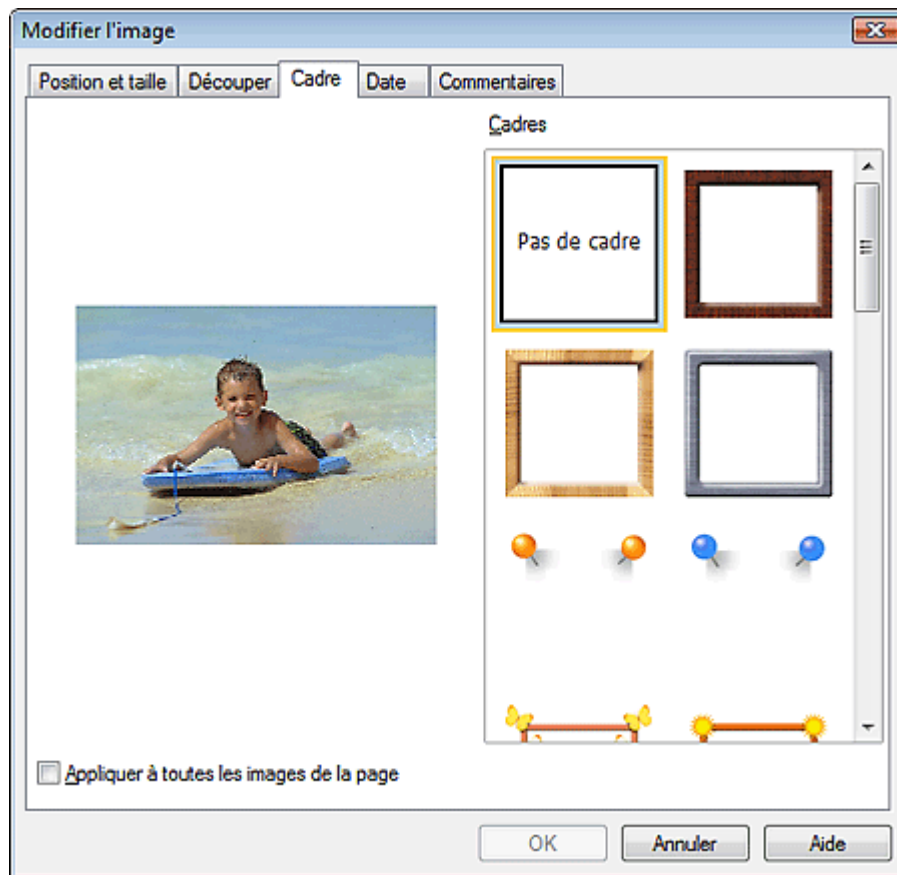 Modifier l'image
Position et taille Découper Cadre Date Commentaires
Cadres
Pas de cadre
Appliquer à toutes les images de la page
OK Annuler Aide